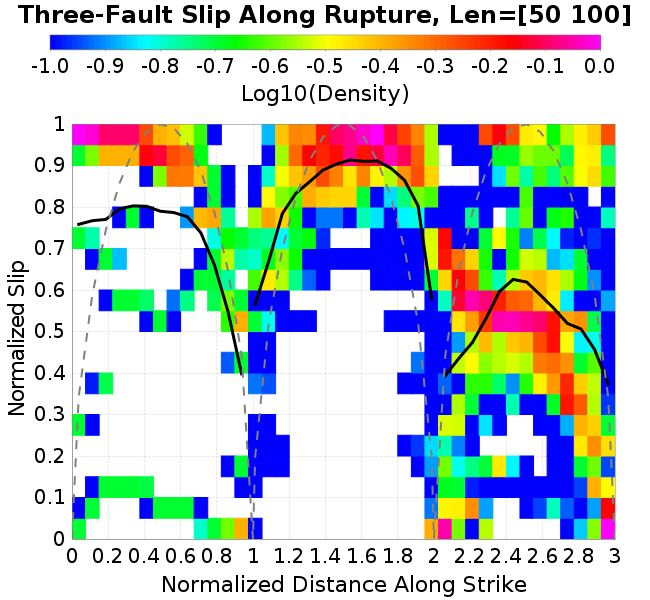 Three-Fault Slip Along Rupture, Len=[50 100]
-1.0 -0.9 -0.8 -0.7 -0.6 -0.5 -0.4 -0.3 -0.2 -0.1 0.0
Log10(Density)
1
0.9
0.8
0.7
0.6
0.5
0.4
0.3
0.2
0.1
0
Normalized Slip
0 0.2 0.4 0.6 0.8 1 1.2 1.4 1.6 1.8 2 2.2 2.4 2.6 2.8 3
Normalized Distance Along Strike